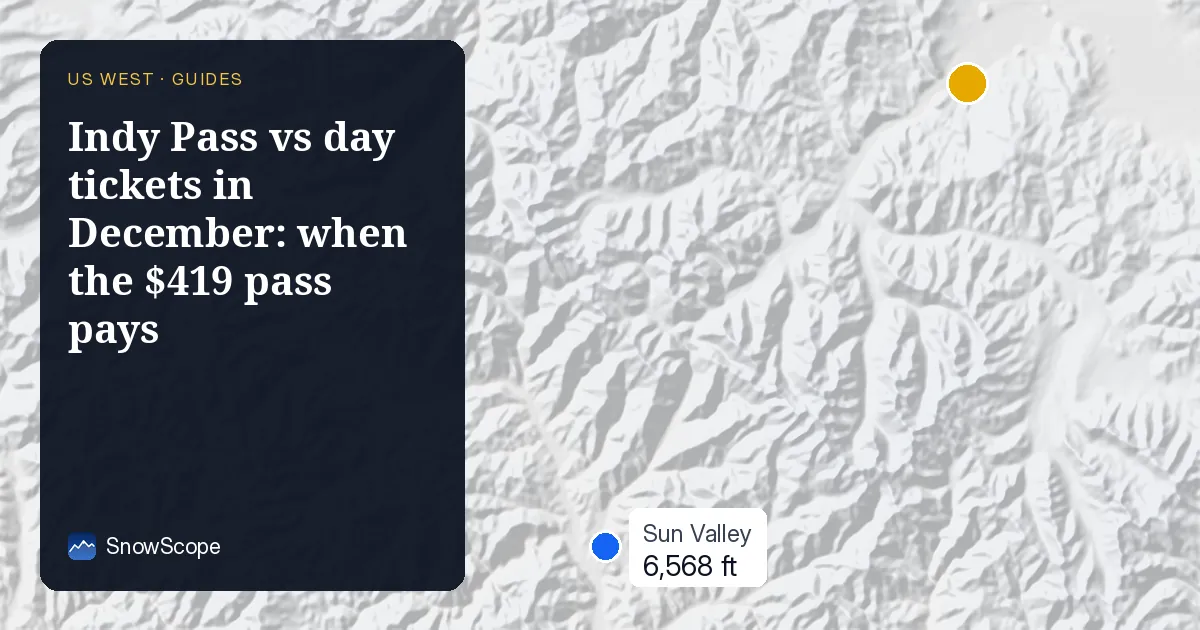 US WEST · GUIDES
Indy Pass vs day
tickets in
December: when
the $419 pass
pays
SnowScope
Sun Valley
6,568 ft